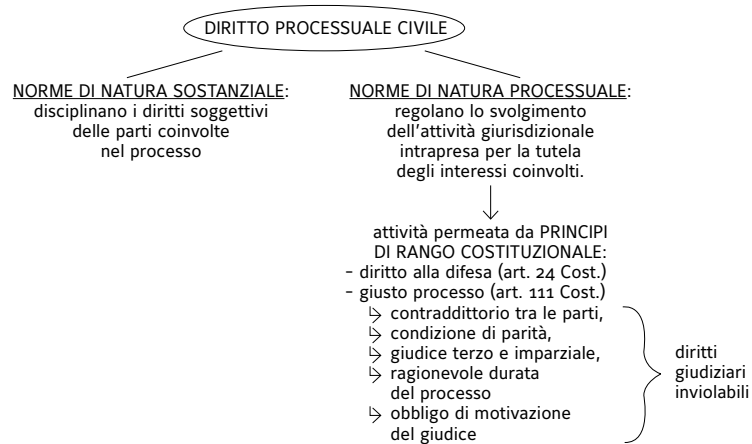 DIRITTO PROCESSUALE CIVILE
NORME DI NATURA SOSTANZIALE:
disciplinano i diritti soggettivi
delle parti coinvolte
nel processo
NORME DI NATURA PROCESSUALE:
regolano lo svolgimento
dell'attività giurisdizionale
intrapresa per la tutela
degli interessi coinvolti.
attività permeata da PRINCIPI
DI RANGO COSTITUZIONALE:
- diritto alla difesa (art. 24 Cost.)
- giusto processo (art. 111 Cost.)
contraddittorio tra le parti,
condizione di parità,
giudice terzo e imparziale,
ragionevole durata
del processo
obbligo di motivazione
del giudice
diritti
giudiziari
inviolabili